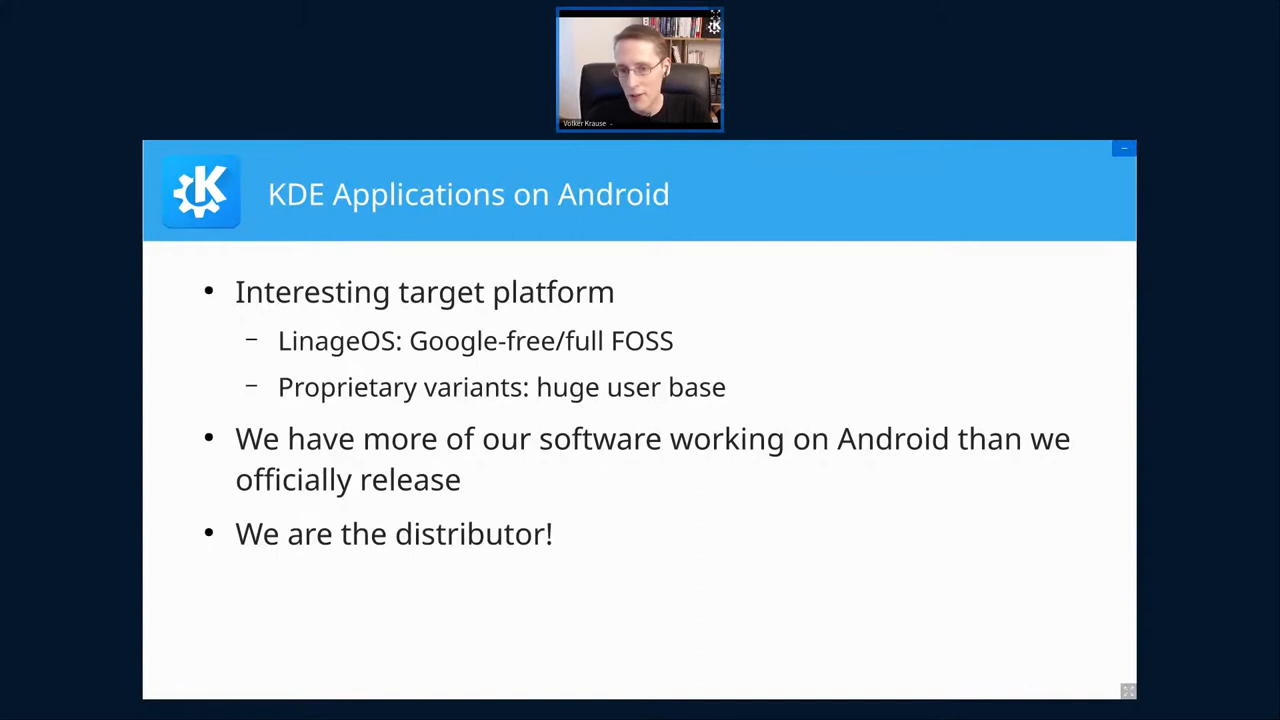 Volker Krause
KDE Applications on Android
• Interesting target platform
– LinageOS: Google-free/full FOSS
– Proprietary variants: huge user base
• We have more of our software working on Android than we
officially release
• We are the distributor!